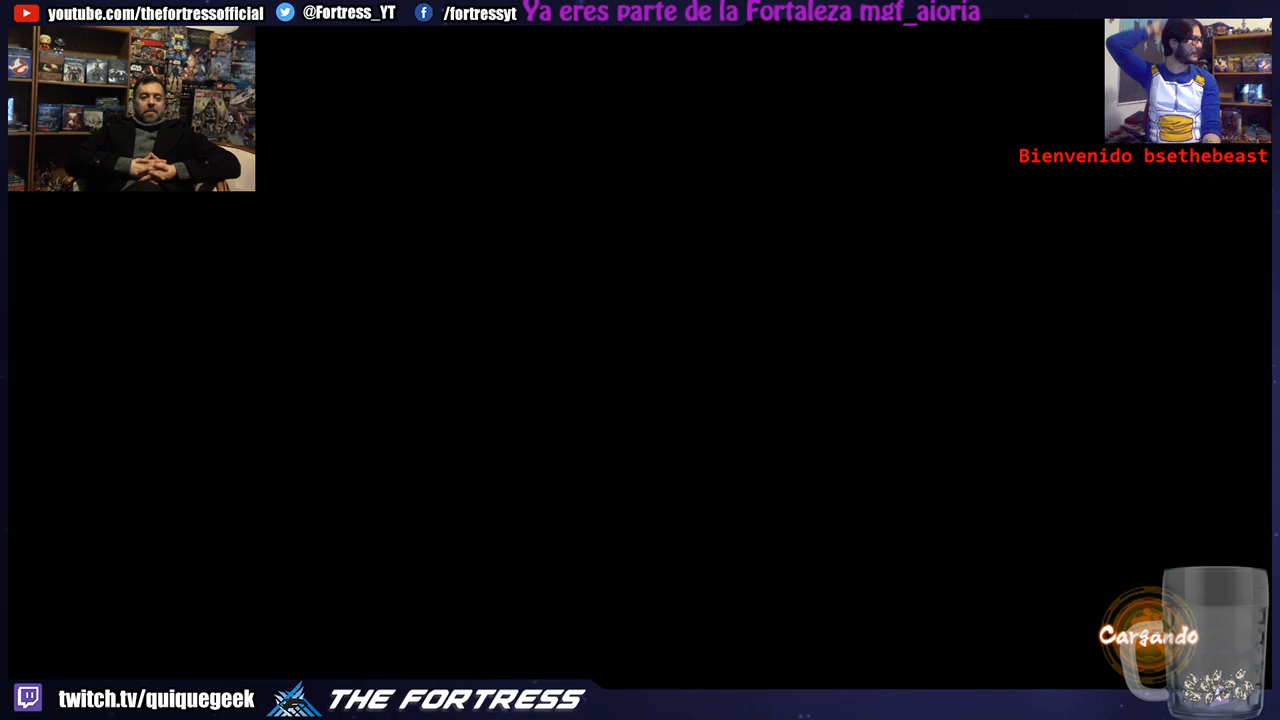 youtube.com/thefortressofficial @Fortress_YT /fortressyt Ya eres parte de la Fortaleza mgf_aioria
Bienvenido bsethebeast
Cargando
twitch.tv/quiquegeek THE FORTRESS